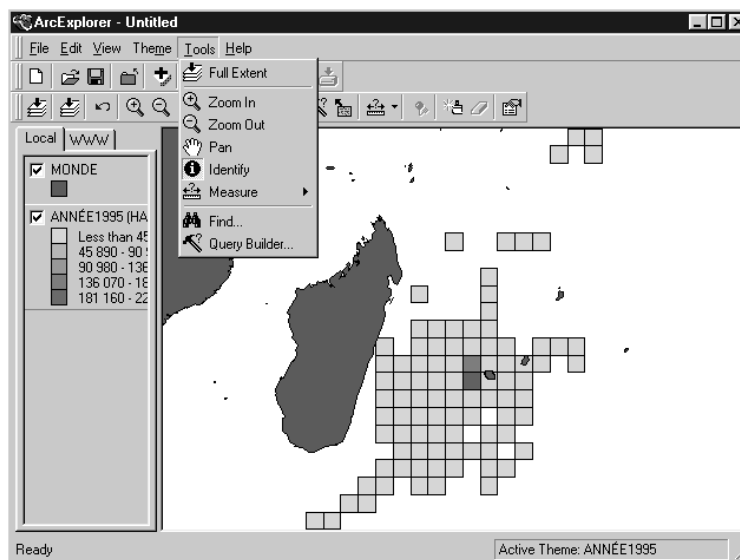 ArcExplorer - Untitled
File Edit View Theme Tools Help
Full Extent
Zoom In
Zoom Out
Pan
Identify
Measure
Find...
Query Builder...
Local WWW
MONDE
ANNÉE1995 (HA
Less than 45
45 890 - 90
90 980 - 136
136 070 - 18
181 160 - 22
Ready
Active Theme: ANNÉE1995